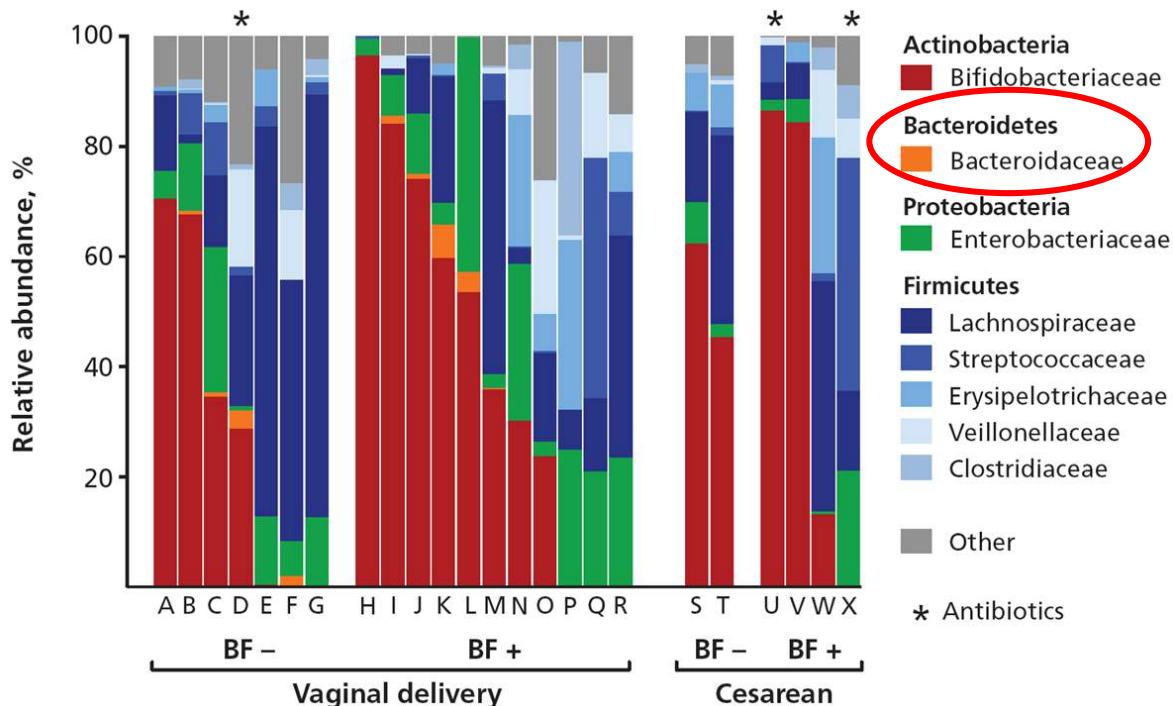 * * *
100
80
60
40
20
Relative abundance, %
A B C D E F G H I J K L M N O P Q R S T U V W X
BF – BF + BF – BF +
Vaginal delivery Cesarean
Actinobacteria
Bifidobacteriaceae
Bacteroidetes
Bacteroidaceae
Proteobacteria
Enterobacteriaceae
Firmicutes
Lachnospiraceae
Streptococcaceae
Erysipelotrichaceae
Veillonellaceae
Clostridiaceae
Other
* Antibiotics